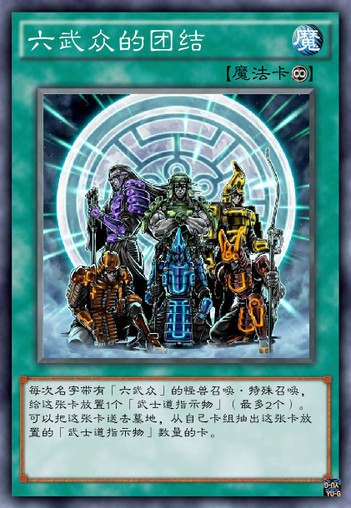 六武众的团结
魔
【魔法卡♾】
每次名字带有「六武众」的怪兽召唤·特殊召唤，
给这张卡放置1个「武士道指示物」（最多2个）。
可以把这张卡送去墓地，从自己卡组抽出这张卡放
置的「武士道指示物」数量的卡。
YU-G